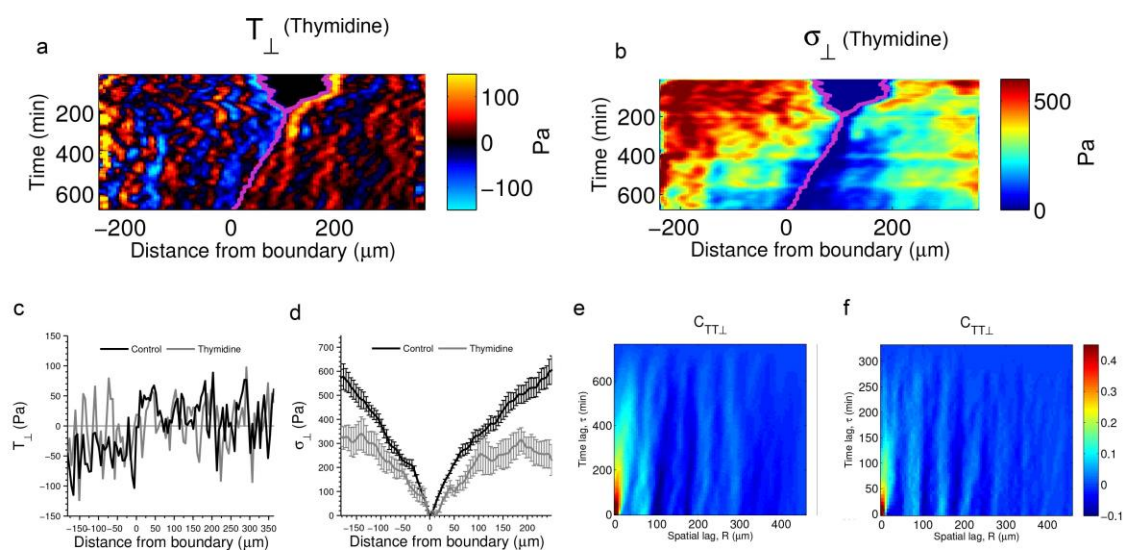 a
T⊥ (Thymidine)
Time (min)
200
400
600
−200
0
200
Distance from boundary (μm)
100
0
−100
Pa
b
σ⊥ (Thymidine)
Time (min)
200
400
600
−200
0
200
Distance from boundary (μm)
500
0
Pa
c
T⊥ (Pa)
150
100
50
0
−50
−100
−150
Control
Thymidine
-150-100 -50 0 50 100 150 200 250 300 350
Distance from boundary (μm)
d
σ⊥ (Pa)
700
600
500
400
300
200
100
0
Control
Thymidine
-150 -100 -50 0 50 100 150 200
Distance from boundary (μm)
e
CTT⊥
Time lag, τ (min)
600
400
200
0
0 100 200 300 400
Spatial lag, R (μm)
f
CTT⊥
Time lag, τ (min)
300
250
200
150
100
50
0
0 100 200 300 400
Spatial lag, R (μm)
0.4
0.3
0.2
0.1
0
−0.1